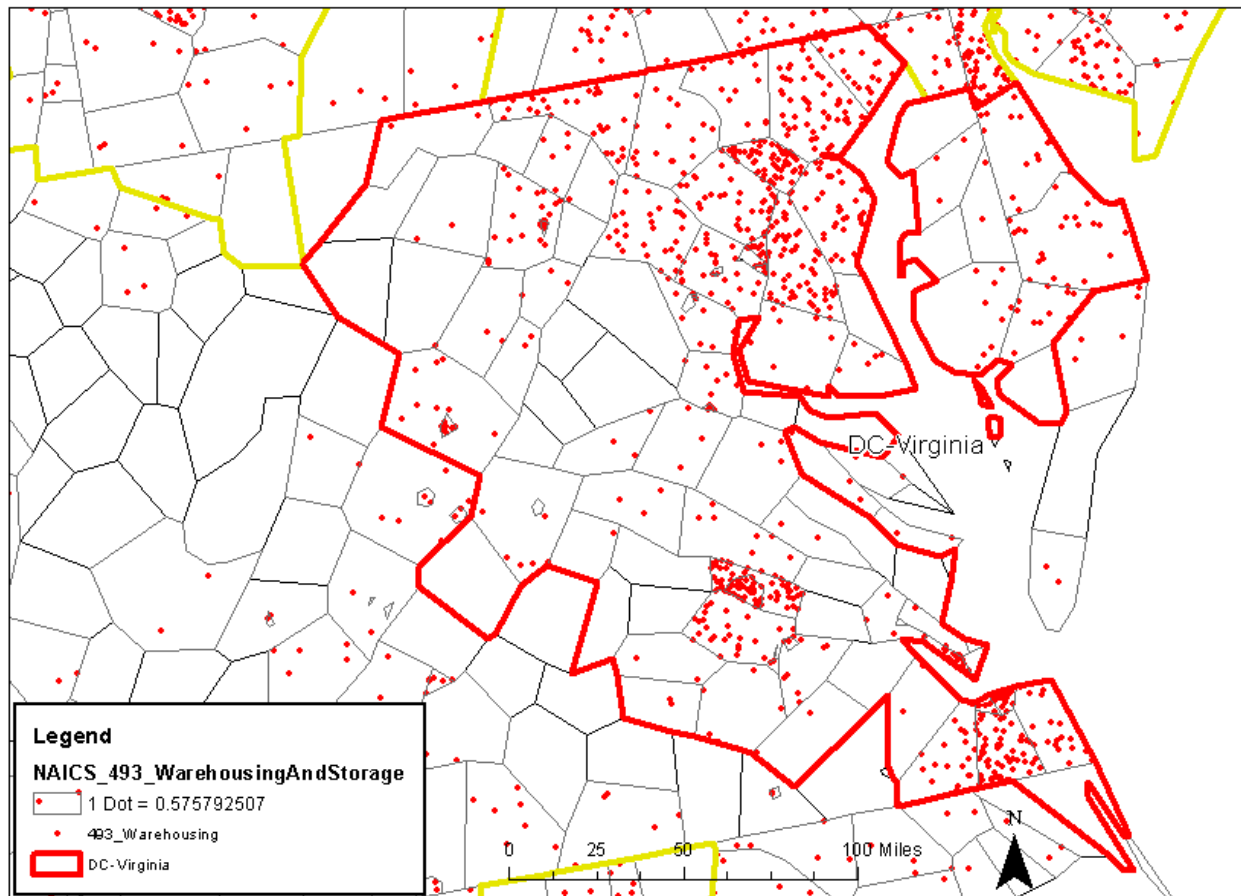 DC-Virginia
Legend
NAICS_493_WarehousingAndStorage
1 Dot = 0.575792507
493_Warehousing
DC-Virginia
0 25 50 100 Miles
N